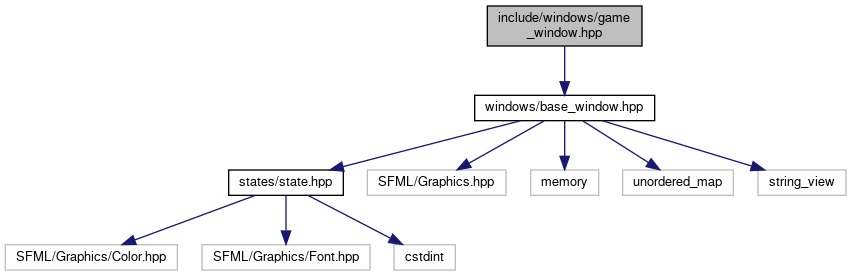 include/windows/game
_window.hpp
windows/base_window.hpp
states/state.hpp
SFML/Graphics.hpp
memory
unordered_map
string_view
SFML/Graphics/Color.hpp
SFML/Graphics/Font.hpp
cstdint